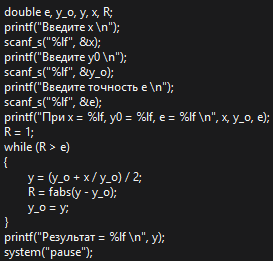 double e, y_o, y, x, R;
printf("Введите x \n");
scanf_s("%lf", &x);
printf("Введите y0 \n");
scanf_s("%lf", &y_o);
printf("Введите точность e \n");
scanf_s("%lf", &e);
printf("При x = %lf, y0 = %lf, e = %lf \n", x, y_o, e);
R = 1;
while (R > e)
{
y = (y_o + x / y_o) / 2;
R = fabs(y - y_o);
y_o = y;
}
printf("Результат = %lf \n", y);
system("pause");